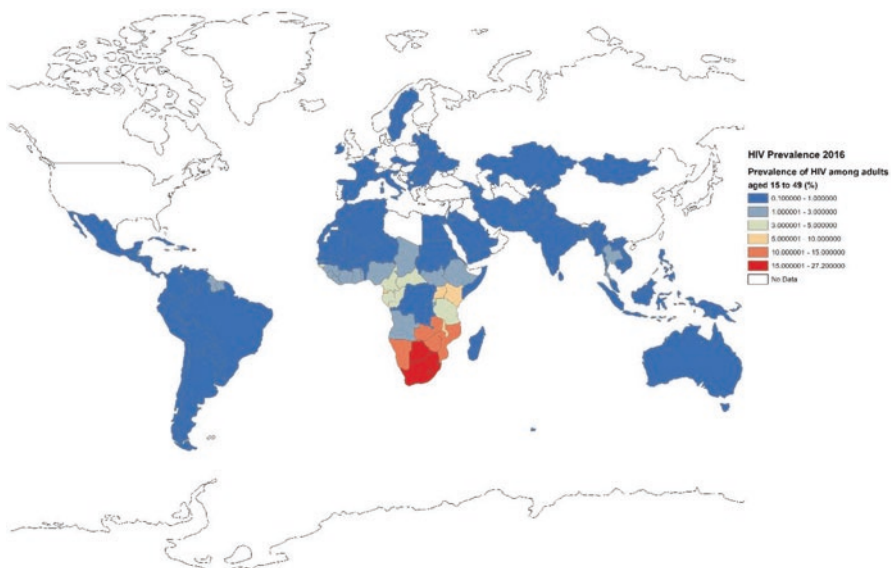 HIV Prevalence 2016
Prevalence of HIV among adults
aged 15 to 49 (%)
0.100000 - 1.000000
1.000001 - 3.000000
3.000001 - 5.000000
5.000001 - 10.000000
10.000001 - 15.000000
15.000001 - 27.200000
No Data